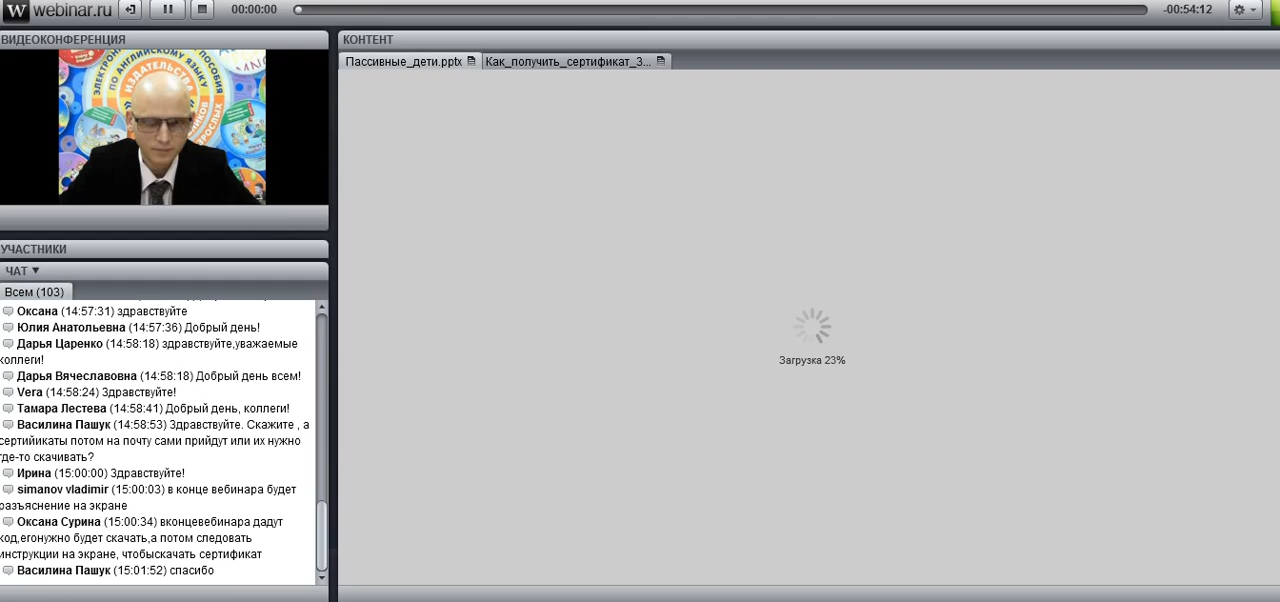 W webinar.ru
00:00:00
-00:54:12
ВИДЕОКОНФЕРЕНЦИЯ
ЭЛЕКТРОН
ПО АНГЛИЙСКОМУ ЯЗЫКУ
ПОСОБИЯ
ИЗДАТЕЛЬСТВА
УЧАСТНИКИ
ЧАТ ▼
Всем (103)
Оксана (14:57:31) здравствуйте
Юлия Анатольевна (14:57:36) Добрый день!
Дарья Царенко (14:58:18) здравствуйте,уважаемые
коллеги!
Дарья Вячеславовна (14:58:18) Добрый день всем!
Vera (14:58:24) Здравствуйте!
Тамара Лестева (14:58:41) Добрый день, коллеги!
Василина Пашук (14:58:53) Здравствуйте. Скажите , а
сертийикаты потом на почту сами прийдут или их нужно
где-то скачивать?
Ирина (15:00:00) Здравствуйте!
simanov vladimir (15:00:03) в конце вебинара будет
разъяснение на экране
Оксана Сурина (15:00:34) вконцевебинара дадут
код,егонужно будет скачать,а потом следовать
инструкции на экране, чтобыскачать сертификат
Василина Пашук (15:01:52) спасибо
КОНТЕНТ
Пассивные_дети.pptx
Как_получить_сертификат_3...
Загрузка 23%